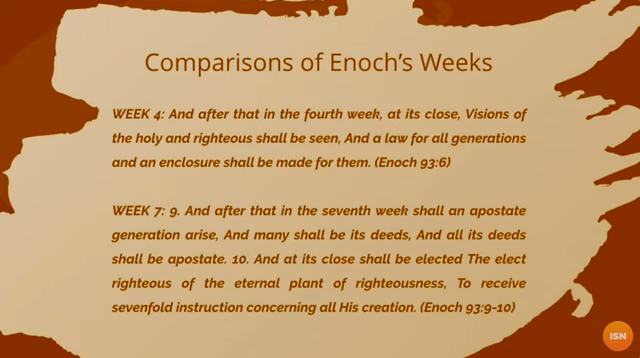 Comparisons of Enoch's Weeks
WEEK 4: And after that in the fourth week, at its close, Visions of
the holy and righteous shall be seen, And a law for all generations
and an enclosure shall be made for them. (Enoch 93:6)
WEEK 7: 9. And after that in the seventh week shall an apostate
generation arise, And many shall be its deeds, And all its deeds
shall be apostate. 10. And at its close shall be elected The elect
righteous of the eternal plant of righteousness, To receive
sevenfold instruction concerning all His creation. (Enoch 93:9-10)
ISN